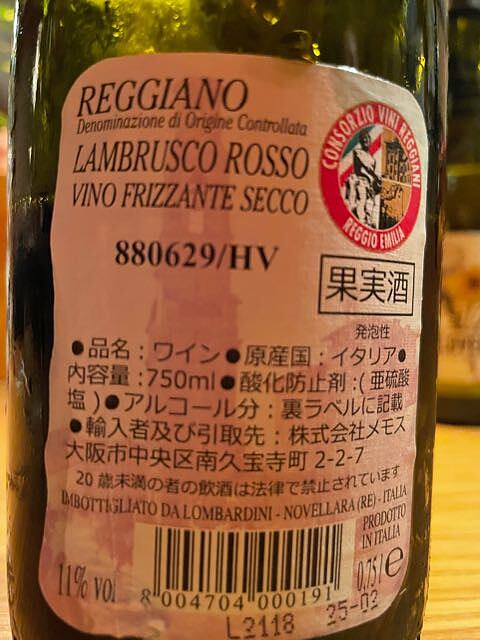 REGGIANO
Denominazione di Origine Controllata
LAMBRUSCO ROSSO
VINO FRIZZANTE SECCO
CONSORZIO VINI REGGIANI
REGGIO EMILIA
880629/HV
果実酒
発泡性
●品名：ワイン●原産国：イタリア●
内容量：750ml●酸化防止剤：(亜硫酸
塩)●アルコール分：裏ラベルに記載
●輸入者及び引取先：株式会社メモス
大阪市中央区南久宝寺町 2-2-7
20 歳未満の者の飲酒は法律で禁止されています
IMBOTTIGLIATO DA LOMBARDINI - NOVELLARA (RE) - ITALIA
PRODOTTO
IN ITALIA
11% vol
0,75 l e
8 004704 000191
L2118 25-02